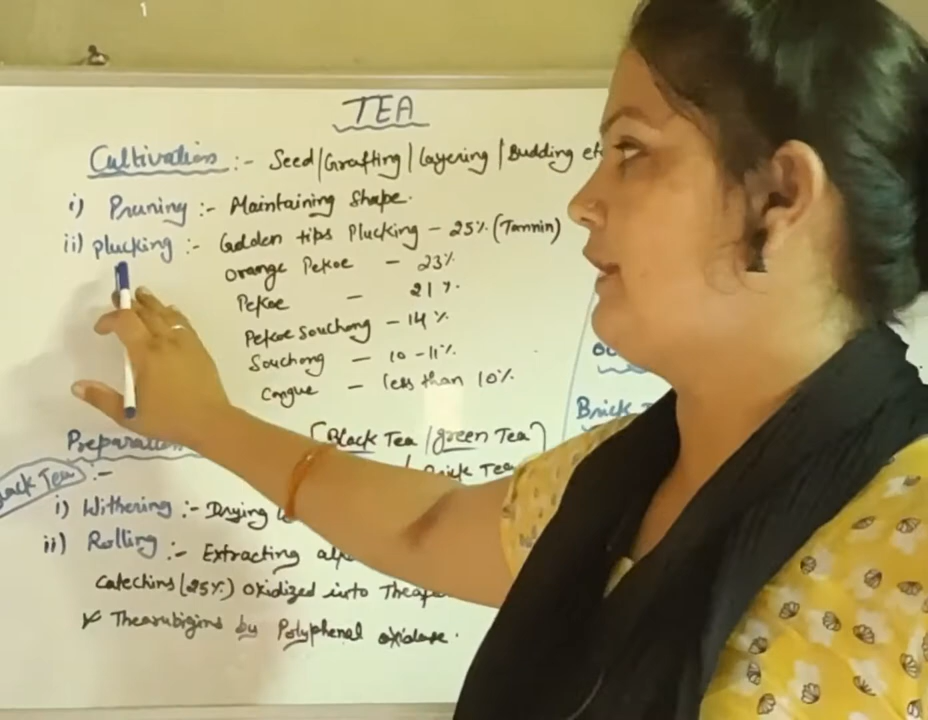 TEA
Cultivation :- Seed/Grafting/Layering/Budding etc
i) Pruning :- Maintaining Shape.
ii) Plucking :- Golden tips Plucking - 25% (Tannin)
Orange Pekoe - 23%
Pekoe - 21%
Pekoe Souchong - 14%
Souchong - 10-11%
Congue - less than 10%
Brick
[Black Tea/green Tea]
/ Brick Tea
Tea :-
i) Withering :- Drying
ii) Rolling :- Extracting
Catechins (25%) Oxidized into
Thearubigins by Polyphenol oxidase.